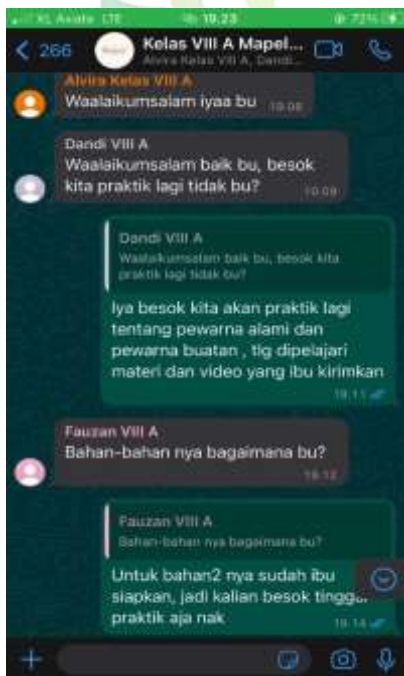 XL Axiata LTE 19.23 72%
266 Kelas VIII A Mapel...
Alvira Kelas VIII A, Dandi...
Alvira Kelas VIII A
Waalaikumsalam iyaa bu 19.08
Dandi VIII A
Waalaikumsalam baik bu, besok
kita praktik lagi tidak bu? 19.09
Dandi VIII A
Waalaikumsalam baik bu, besok kita
praktik lagi tidak bu?
Iya besok kita akan praktik lagi
tentang pewarna alami dan
pewarna buatan , tlg dipelajari
materi dan video yang ibu kirimkan
19.11
Fauzan VIII A
Bahan-bahan nya bagaimana bu?
19.12
Fauzan VIII A
Bahan-bahan nya bagaimana bu?
Untuk bahan2 nya sudah ibu
siapkan, jadi kalian besok tinggal
praktik aja nak 19.14